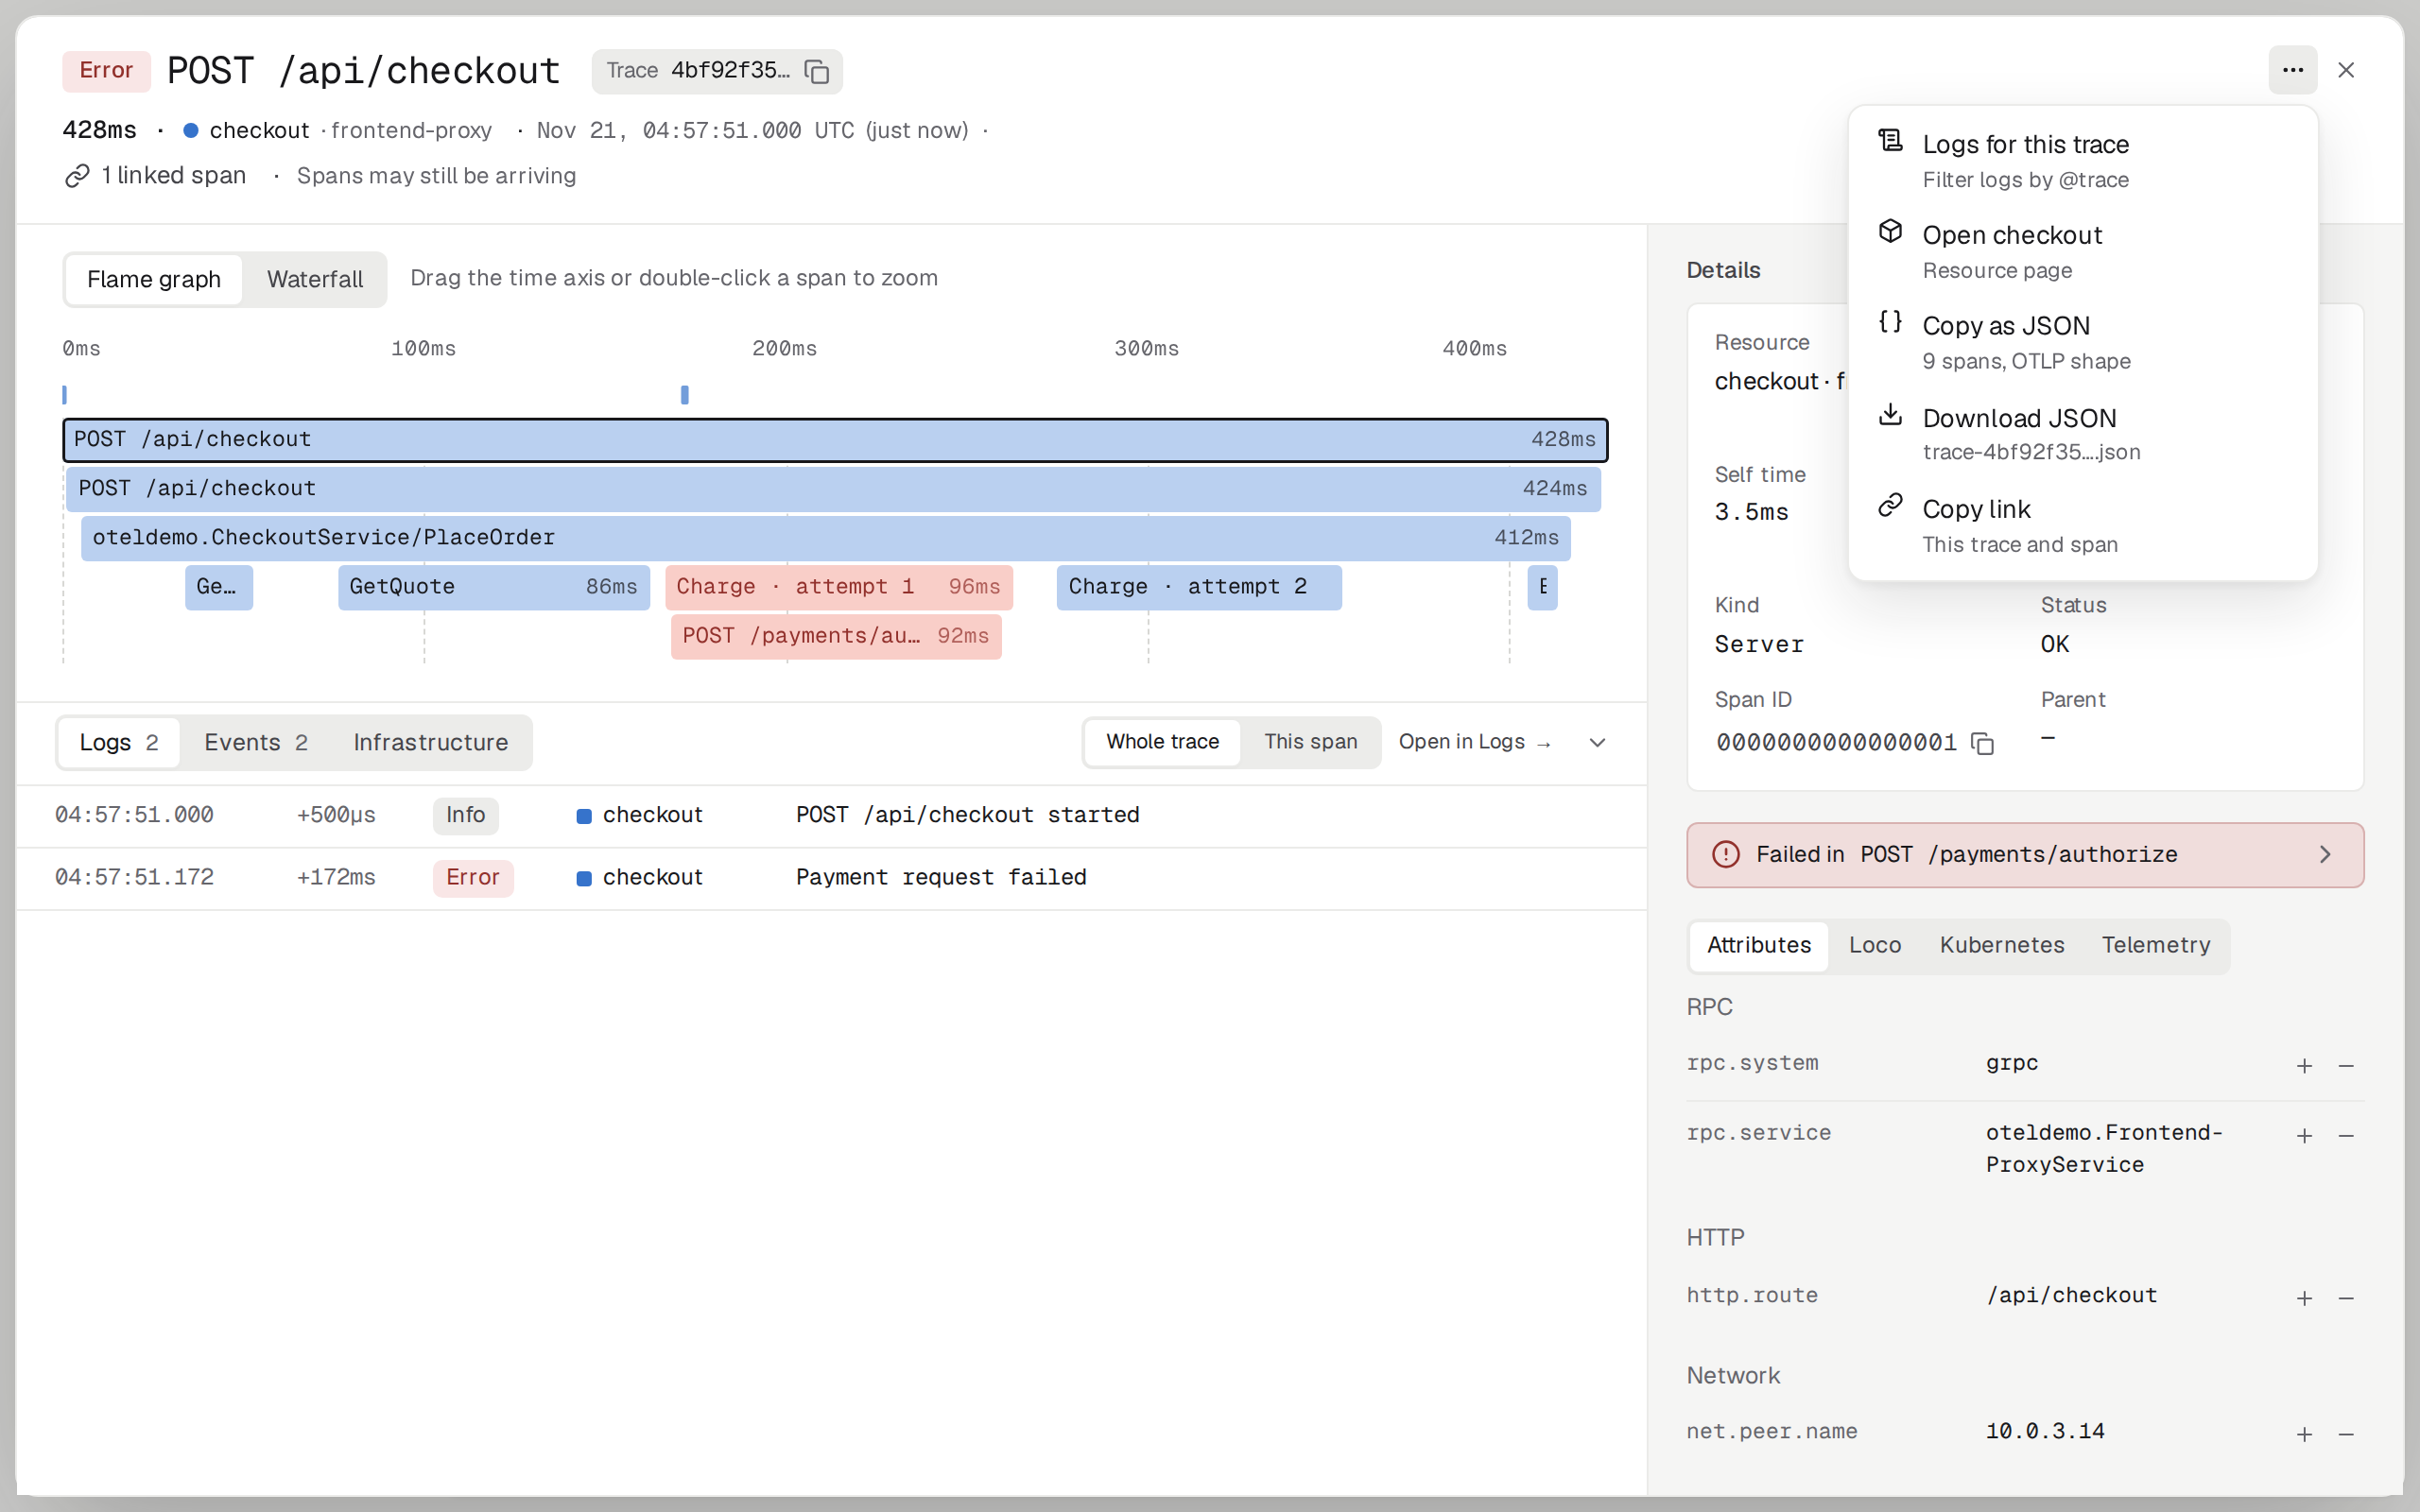 Error POST /api/checkout Trace 4bf92f35…
428ms · checkout · frontend-proxy · Nov 21, 04:57:51.000 UTC (just now) ·
1 linked span · Spans may still be arriving
Logs for this trace
Filter logs by @trace
Open checkout
Resource page
Copy as JSON
9 spans, OTLP shape
Download JSON
trace-4bf92f35….json
Copy link
This trace and span
Flame graph Waterfall Drag the time axis or double-click a span to zoom
0ms 100ms 200ms 300ms 400ms
POST /api/checkout 428ms
POST /api/checkout 424ms
oteldemo.CheckoutService/PlaceOrder 412ms
Ge… GetQuote 86ms Charge · attempt 1 96ms Charge · attempt 2 E
POST /payments/au… 92ms
Logs 2 Events 2 Infrastructure Whole trace This span Open in Logs →
04:57:51.000 +500µs Info checkout POST /api/checkout started
04:57:51.172 +172ms Error checkout Payment request failed
Details
Resource
checkout · f
Self time
3.5ms
Kind Status
Server OK
Span ID Parent
0000000000000001 –
Failed in POST /payments/authorize
Attributes Loco Kubernetes Telemetry
RPC
rpc.system grpc + −
rpc.service oteldemo.Frontend- + −
ProxyService
HTTP
http.route /api/checkout + −
Network
net.peer.name 10.0.3.14 + −